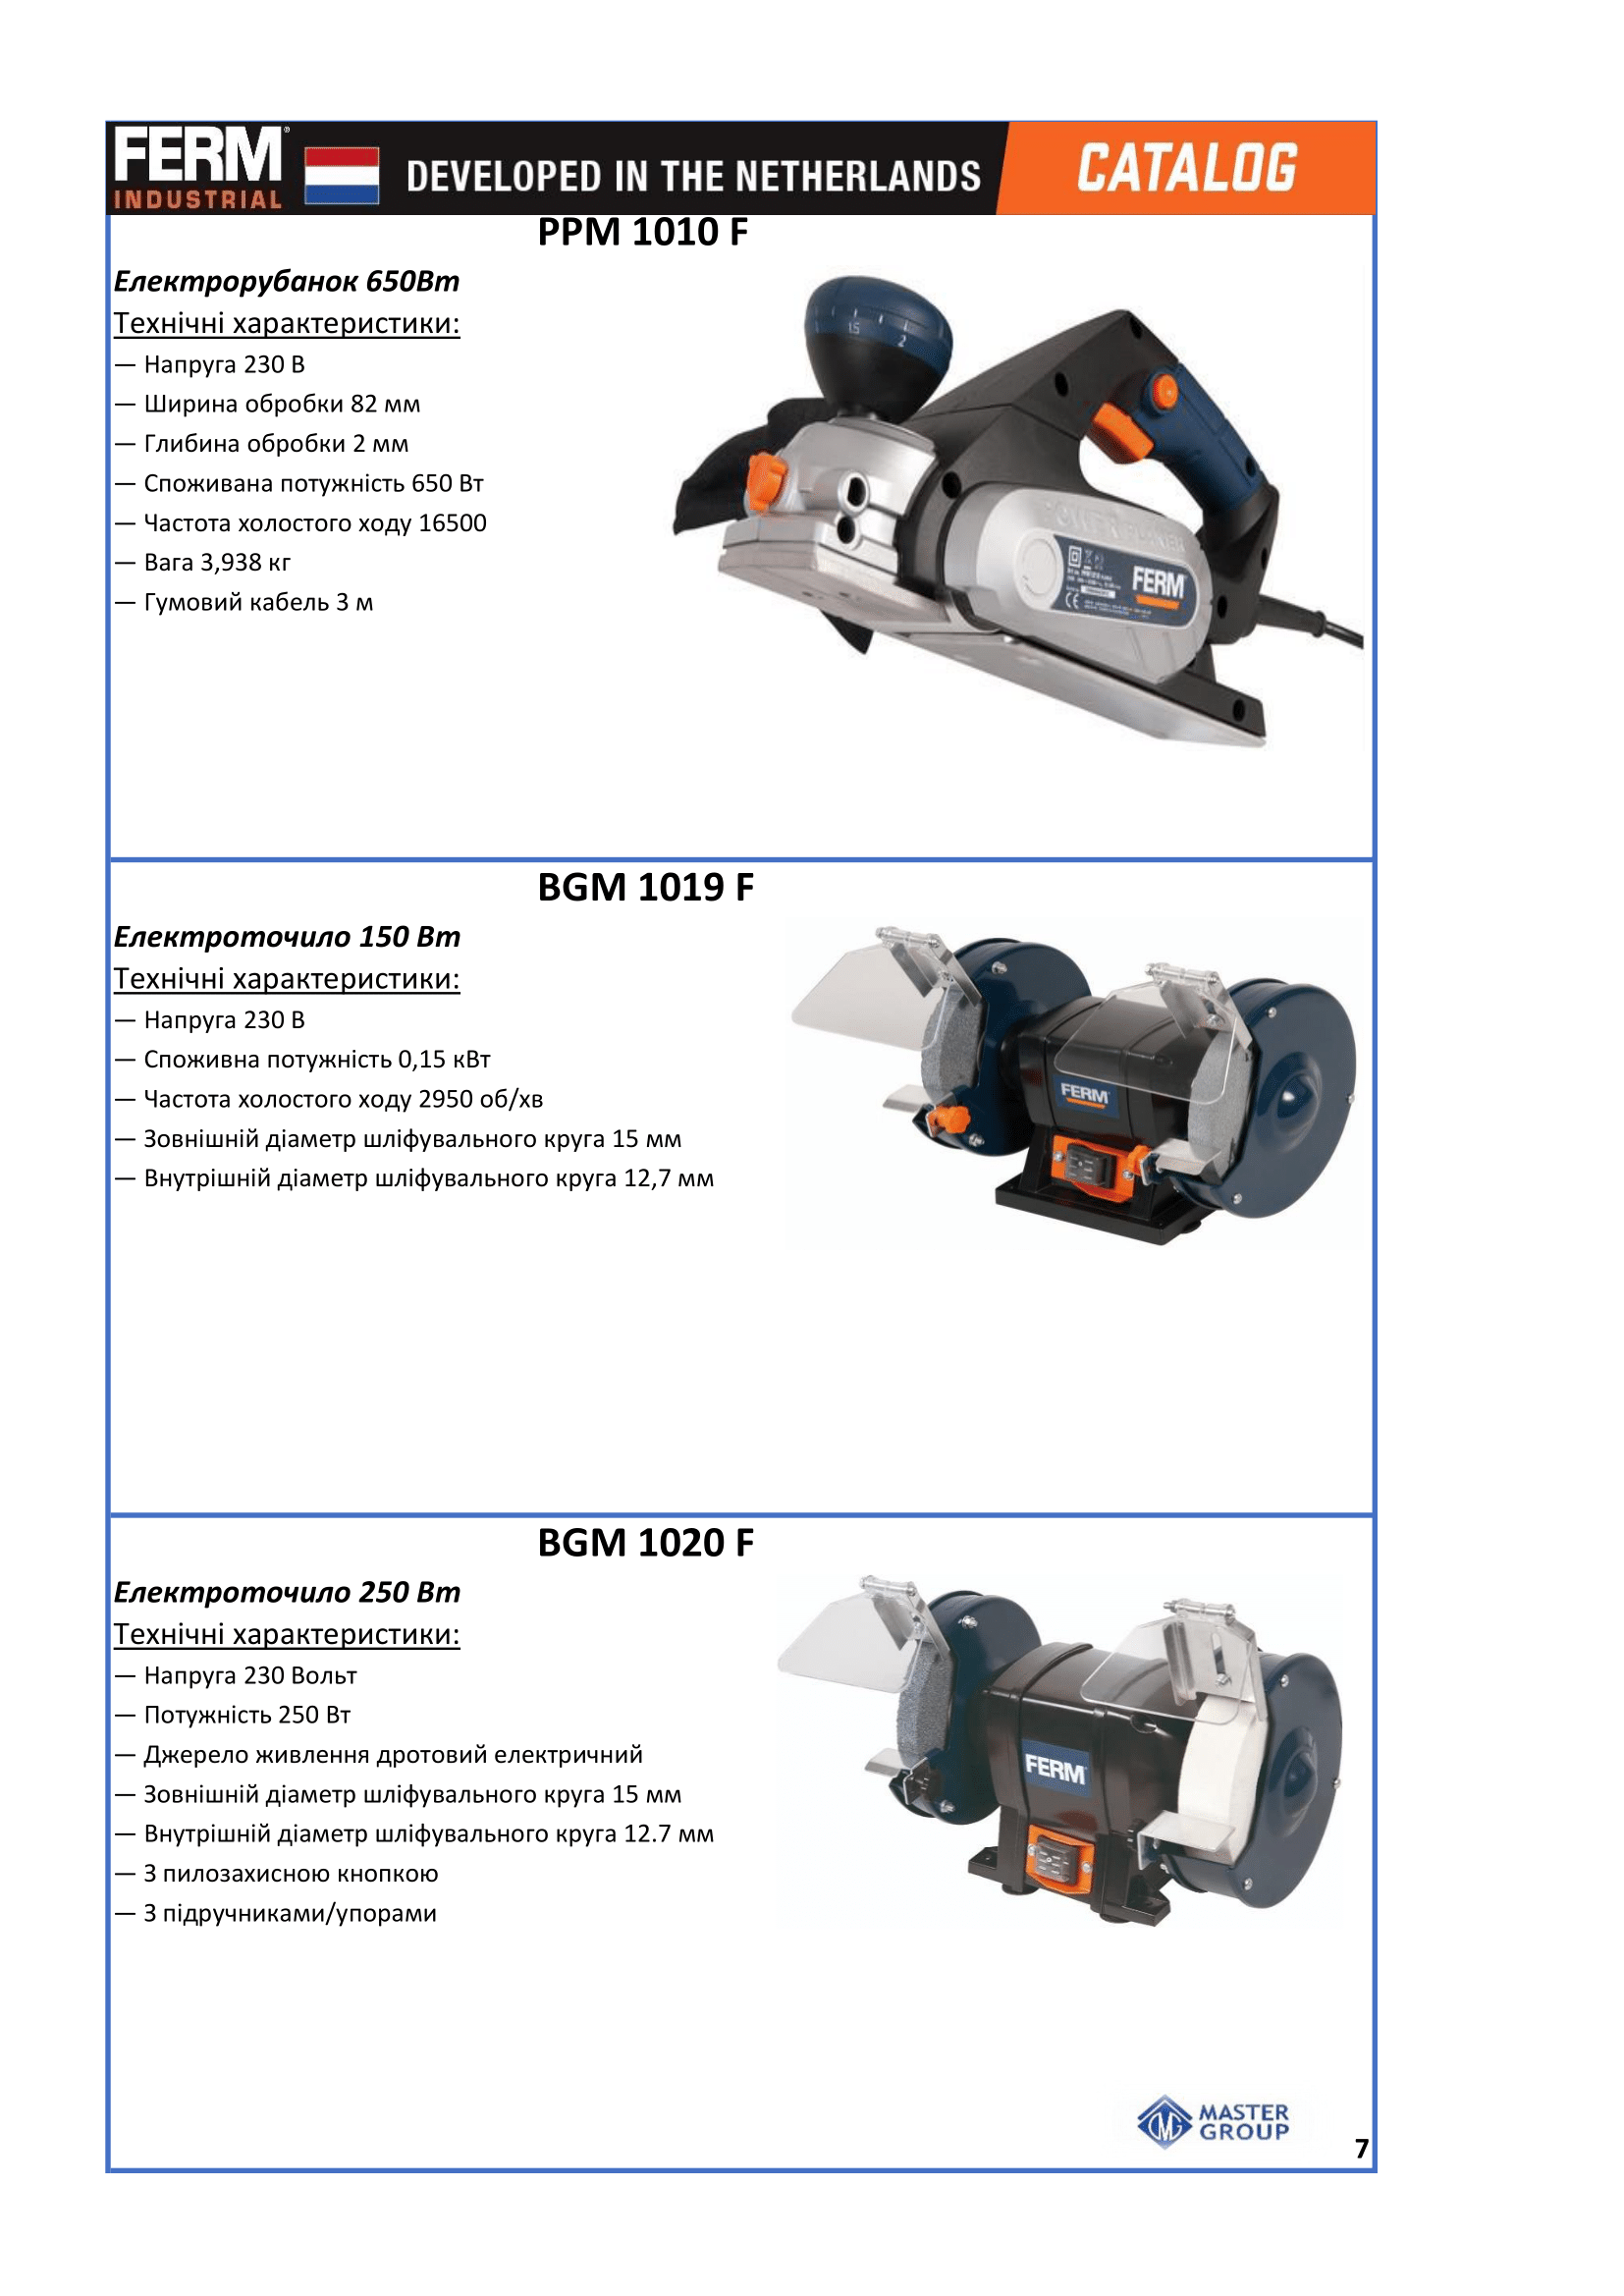 FERM®
INDUSTRIAL
DEVELOPED IN THE NETHERLANDS
CATALOG
PPM 1010 F
Електрорубанок 650Вт
Технічні характеристики:
— Напруга 230 В
— Ширина обробки 82 мм
— Глибина обробки 2 мм
— Споживана потужність 650 Вт
— Частота холостого ходу 16500
— Вага 3,938 кг
— Гумовий кабель 3 м
1.5
2
POWER PLANER
FERM
BGM 1019 F
Електроточило 150 Вт
Технічні характеристики:
— Напруга 230 В
— Споживна потужність 0,15 кВт
— Частота холостого ходу 2950 об/хв
— Зовнішній діаметр шліфувального круга 15 мм
— Внутрішній діаметр шліфувального круга 12,7 мм
FERM
BGM 1020 F
Електроточило 250 Вт
Технічні характеристики:
— Напруга 230 Вольт
— Потужність 250 Вт
— Джерело живлення дротовий електричний
— Зовнішній діаметр шліфувального круга 15 мм
— Внутрішній діаметр шліфувального круга 12.7 мм
— З пилозахисною кнопкою
— З підручниками/упорами
FERM
MASTER
GROUP
7